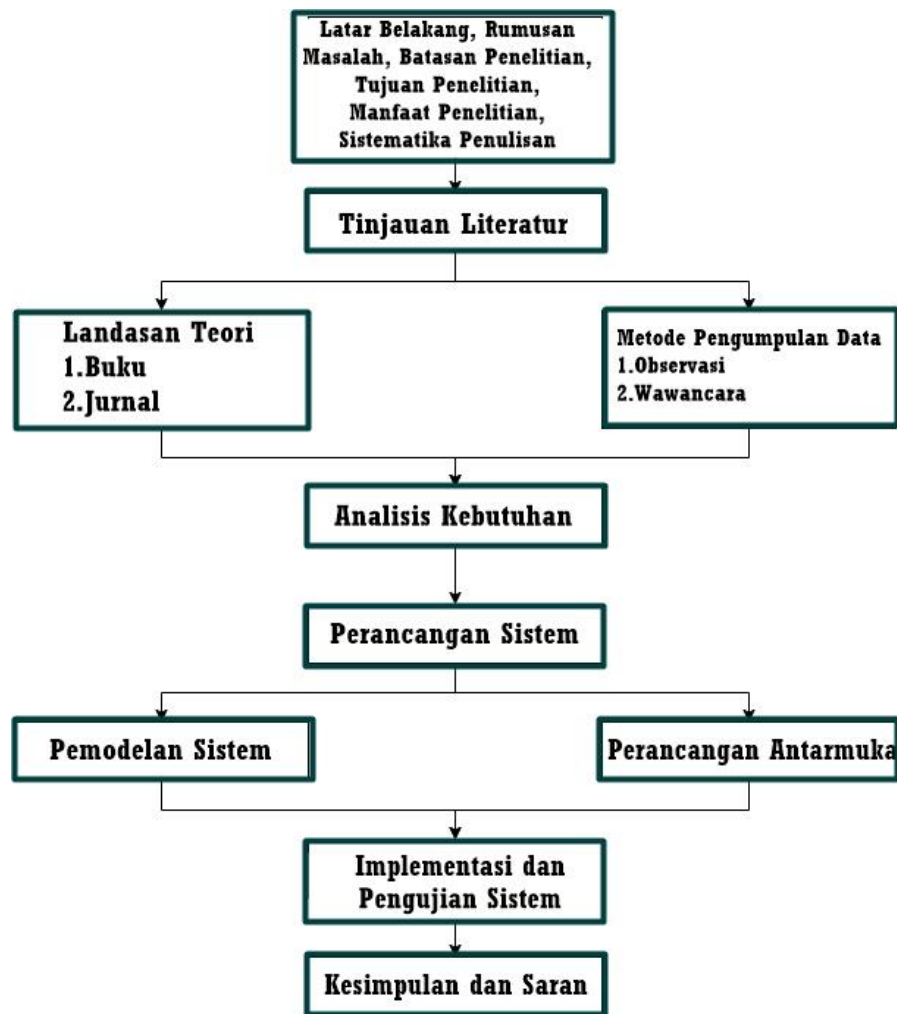 Latar Belakang, Rumusan
Masalah, Batasan Penelitian,
Tujuan Penelitian,
Manfaat Penelitian,
Sistematika Penulisan
Tinjauan Literatur
Landasan Teori
1.Buku
2.Jurnal
Metode Pengumpulan Data
1.Observasi
2.Wawancara
Analisis Kebutuhan
Perancangan Sistem
Pemodelan Sistem
Perancangan Antarmuka
Implementasi dan
Pengujian Sistem
Kesimpulan dan Saran